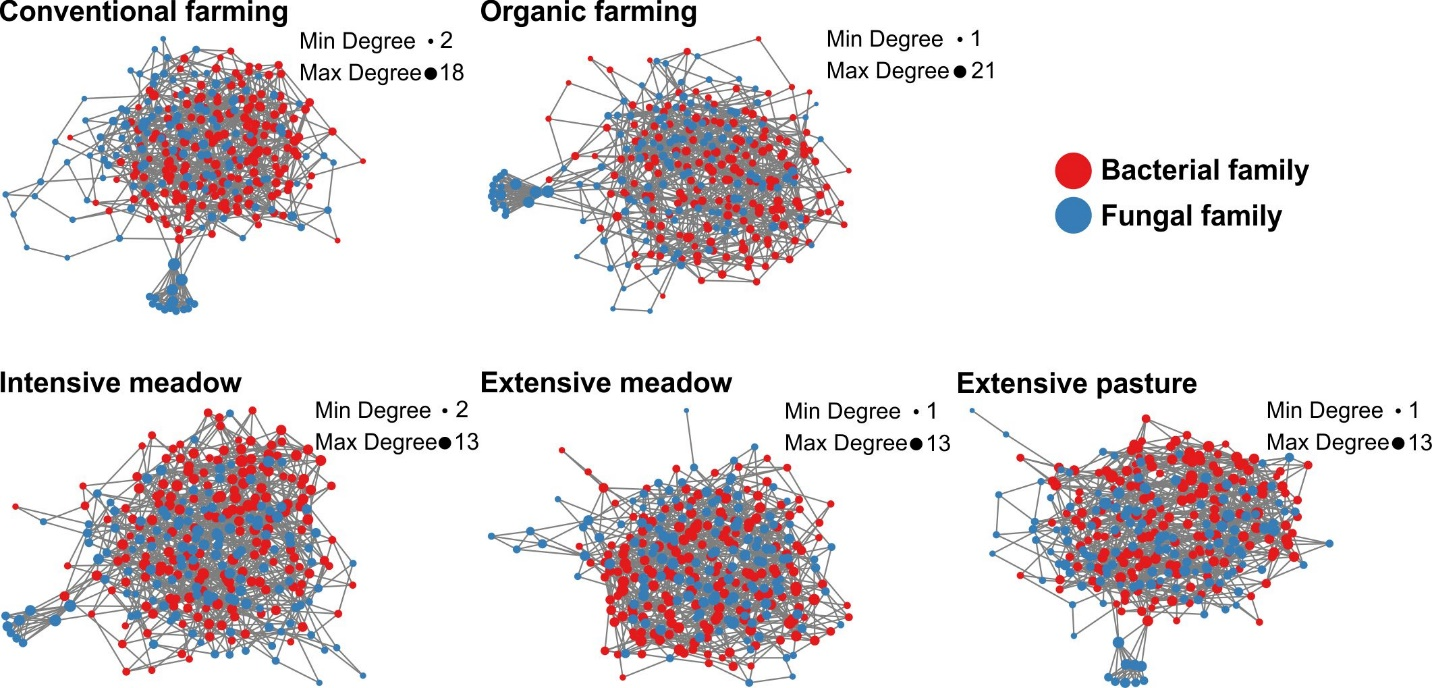 Conventional farming
Min Degree 2
Max Degree 18
Organic farming
Min Degree 1
Max Degree 21
Bacterial family
Fungal family
Intensive meadow
Min Degree 2
Max Degree 13
Extensive meadow
Min Degree 1
Max Degree 13
Extensive pasture
Min Degree 1
Max Degree 13